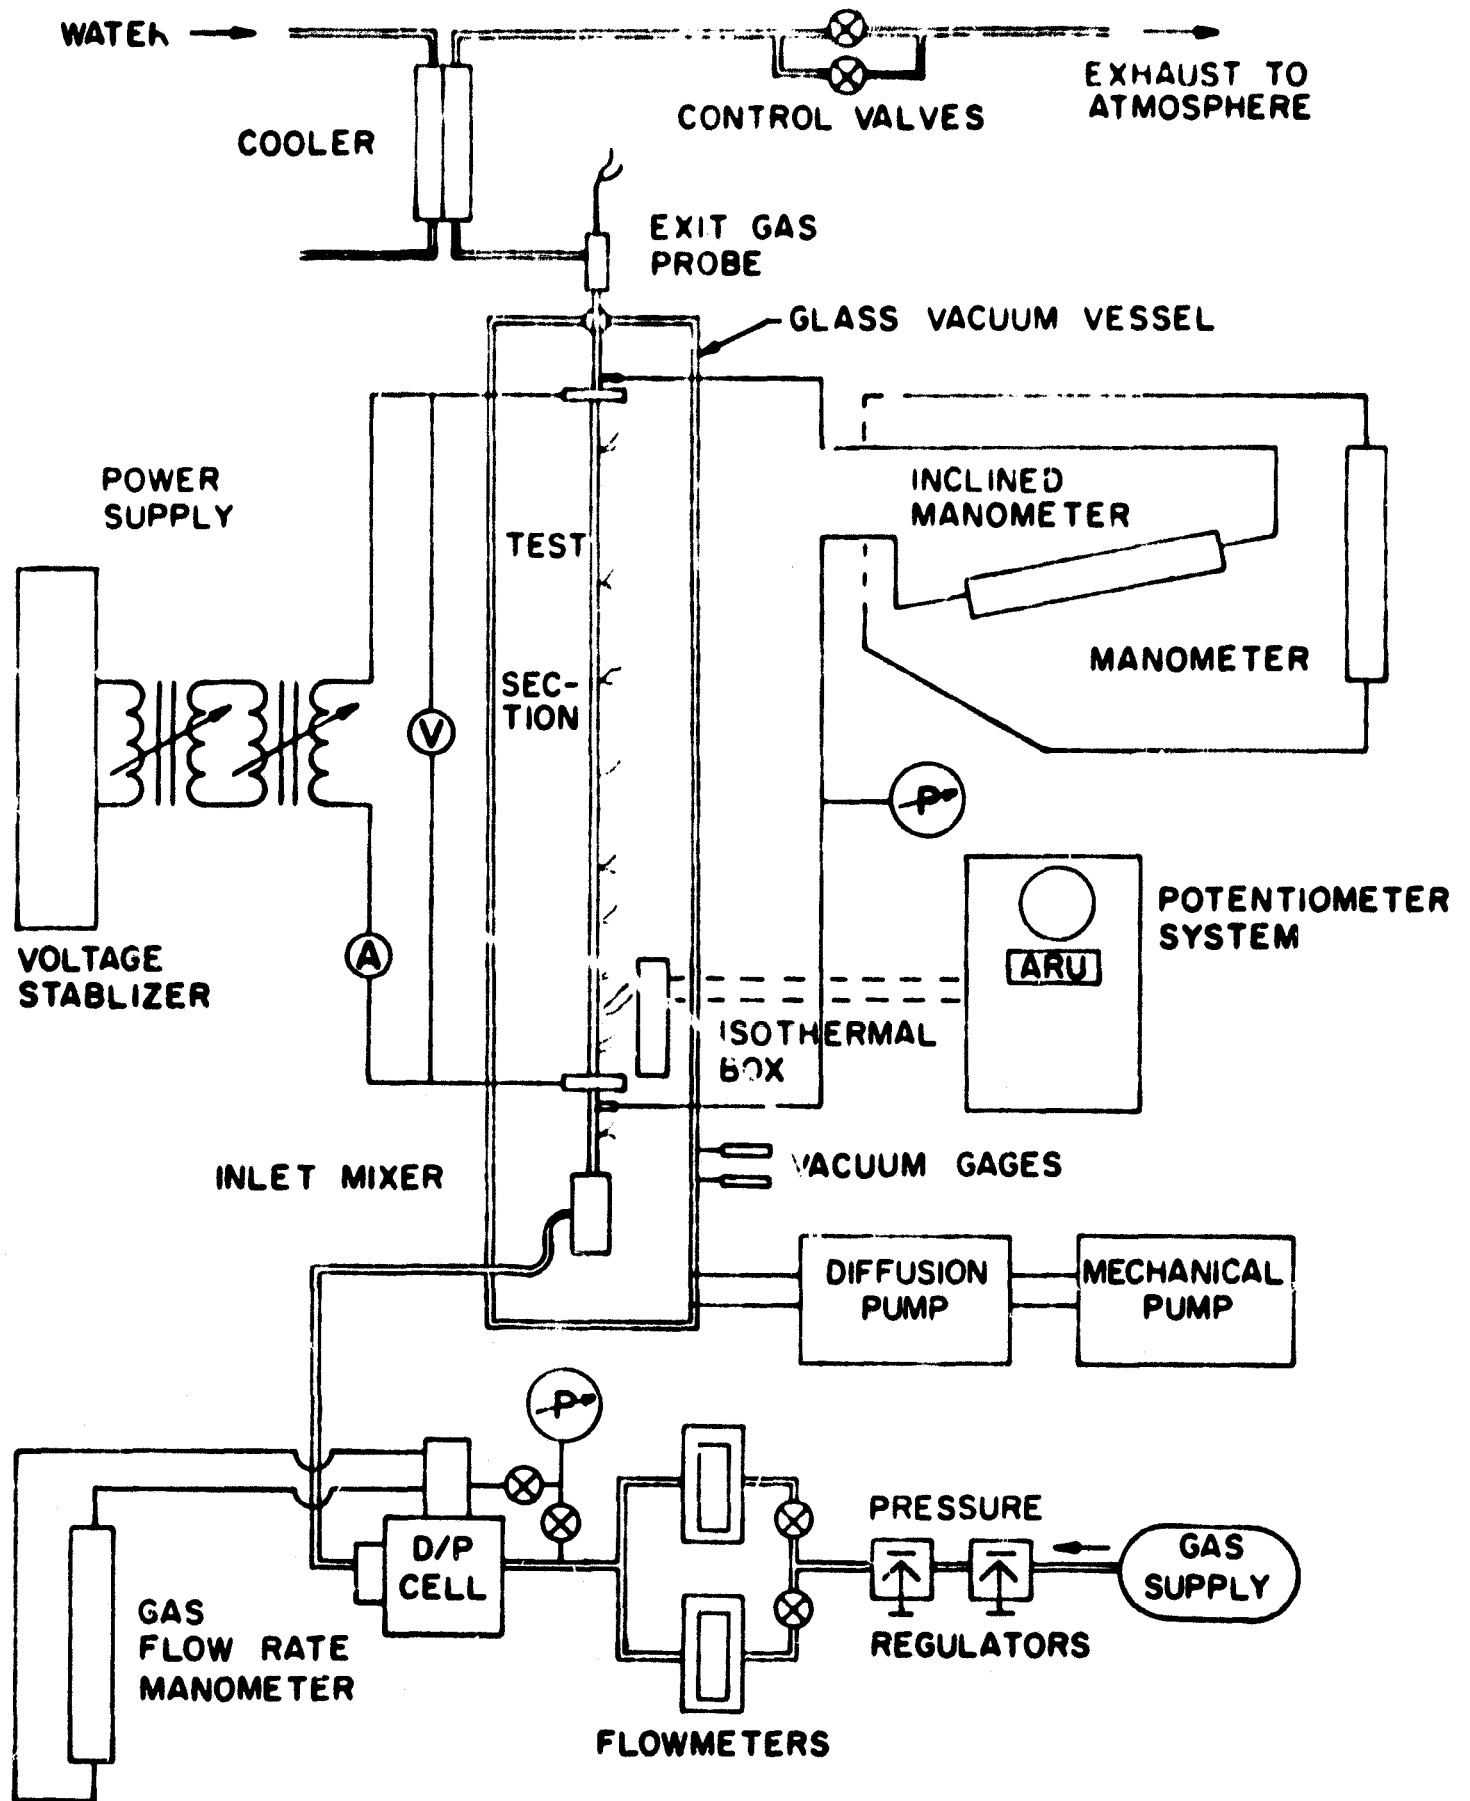 WATER
EXHAUST TO
ATMOSPHERE
CONTROL VALVES
COOLER
EXIT GAS
PROBE
GLASS VACUUM VESSEL
POWER
SUPPLY
INCLINED
MANOMETER
TEST
SEC-
TION
MANOMETER
V
P
POTENTIOMETER
SYSTEM
ARU
VOLTAGE
STABLIZER
A
ISOTHERMAL
BOX
INLET MIXER
VACUUM GAGES
DIFFUSION
PUMP
MECHANICAL
PUMP
P
D/P
CELL
PRESSURE
REGULATORS
GAS
SUPPLY
GAS
FLOW RATE
MANOMETER
FLOWMETERS